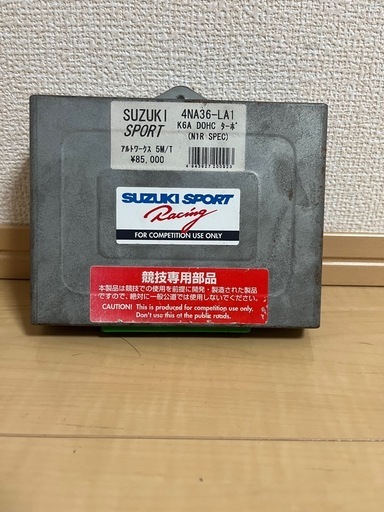 SUZUKI SPORT
4NA36-LA1
K6A DOHC ターボ
(N1R SPEC)
アルトワークス 5M/T
¥85,000
SUZUKI SPORT
Racing
FOR COMPETITION USE ONLY
競技専用部品
本製品は競技での使用を前提に開発・製造された製品
ですので、絶対に一般公道では使用しないでください。
CAUTION! This is produced for competition use only.
Don't use this at the public roads.